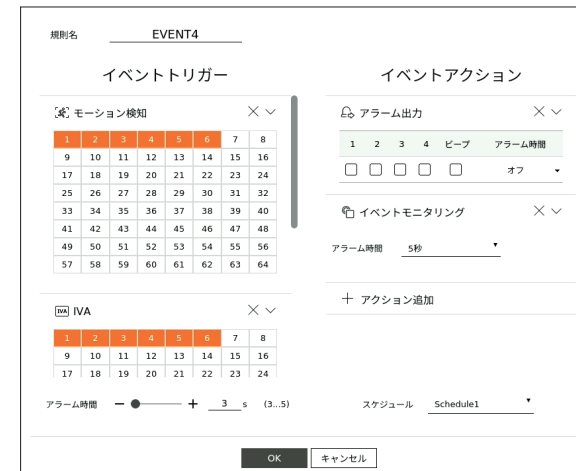 規則名 EVENT4
イベントトリガー
モーション検知
1 2 3 4 5 6 7 8
9 10 11 12 13 14 15 16
17 18 19 20 21 22 23 24
25 26 27 28 29 30 31 32
33 34 35 36 37 38 39 40
41 42 43 44 45 46 47 48
49 50 51 52 53 54 55 56
57 58 59 60 61 62 63 64
IVA IVA
1 2 3 4 5 6 7 8
9 10 11 12 13 14 15 16
17 18 19 20 21 22 23 24
アラーム時間 3 s (3...5)
イベントアクション
アラーム出力
1 2 3 4 ビープ アラーム時間
オフ
イベントモニタリング
アラーム時間 5秒
アクション追加
スケジュール Schedule1
OK キャンセル